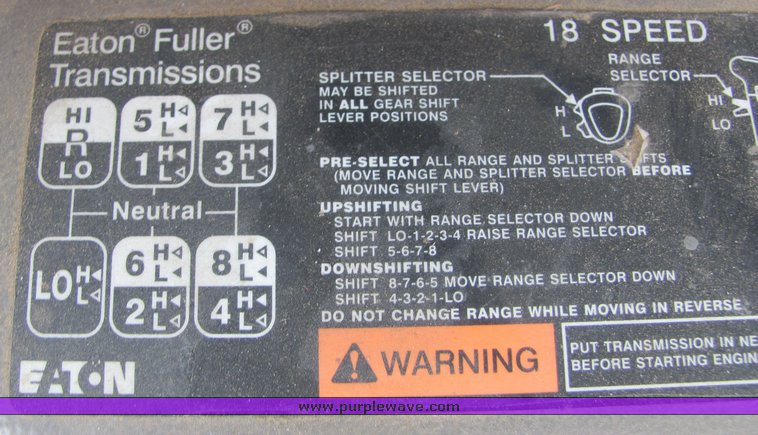 Eaton® Fuller®
Transmissions
18 SPEED
RANGE
SELECTOR
HI
LO
SPLITTER SELECTOR
MAY BE SHIFTED
IN ALL GEAR SHIFT
LEVER POSITIONS
H
L
HI
R
LO
5 H L
1 H L
7 H L
3 H L
Neutral
LO H L
6 H L
2 H L
8 H L
4 H L
PRE-SELECT ALL RANGE AND SPLITTER
(MOVE RANGE AND SPLITTER SELECTOR BEFORE
MOVING SHIFT LEVER)
UPSHIFTING
START WITH RANGE SELECTOR DOWN
SHIFT LO-1-2-3-4 RAISE RANGE SELECTOR
SHIFT 5-6-7-8
DOWNSHIFTING
SHIFT 8-7-6-5 MOVE RANGE SELECTOR DOWN
SHIFT 4-3-2-1-LO
DO NOT CHANGE RANGE WHILE MOVING IN REVERSE
WARNING
PUT TRANSMISSION IN NE
BEFORE STARTING ENGIN
EATON
www.purplewave.com